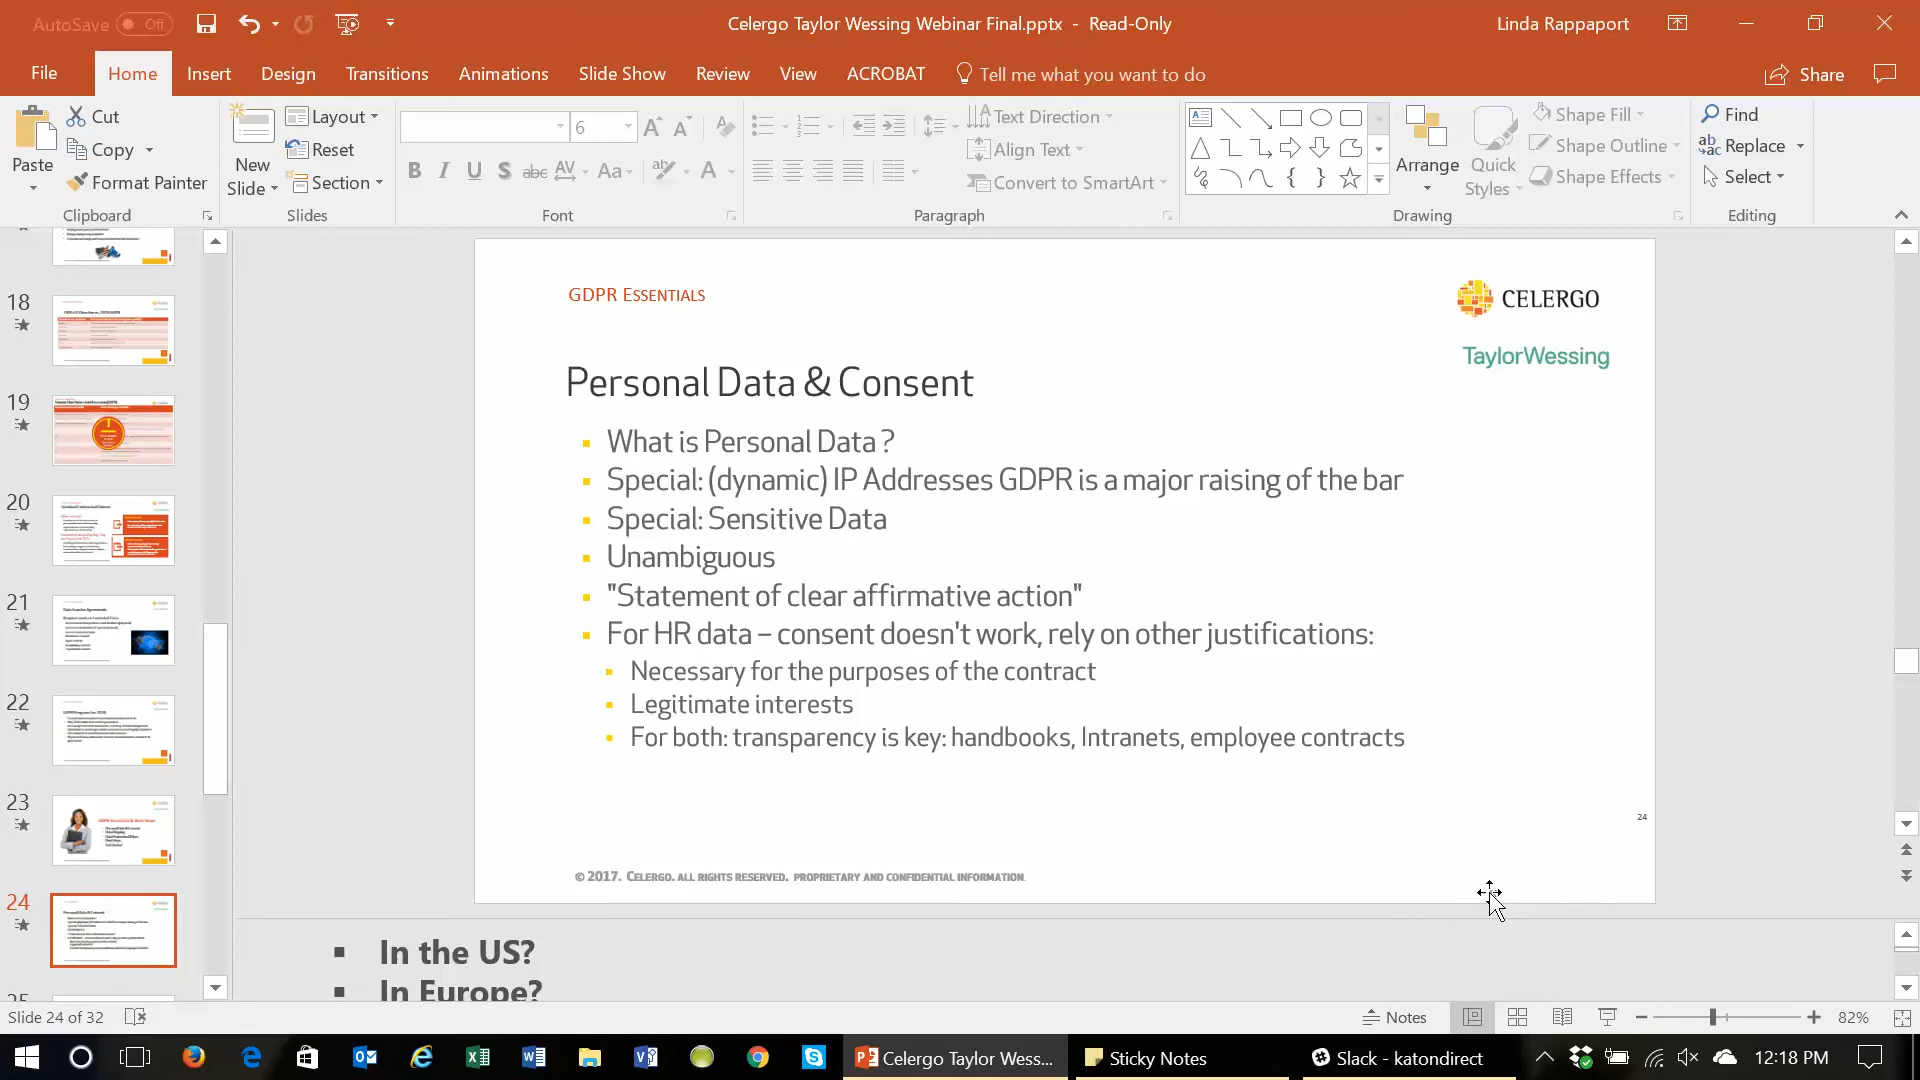 AutoSave Off
Celergo Taylor Wessing Webinar Final.pptx - Read-Only
Linda Rappaport
File Home Insert Design Transitions Animations Slide Show Review View ACROBAT Tell me what you want to do Share
Paste
Cut
Copy
Format Painter
Clipboard
New Slide
Layout
Reset
Section
Slides
6
B I U S abc AV Aa A
Font
Text Direction
Align Text
Convert to SmartArt
Paragraph
Arrange
Quick Styles
Shape Fill
Shape Outline
Shape Effects
Drawing
Find
Replace
Select
Editing
18
19
20
21
22
23
24
25
GDPR ESSENTIALS
CELERGO
TaylorWessing
Personal Data & Consent
What is Personal Data ?
Special: (dynamic) IP Addresses GDPR is a major raising of the bar
Special: Sensitive Data
Unambiguous
"Statement of clear affirmative action"
For HR data – consent doesn't work, rely on other justifications:
Necessary for the purposes of the contract
Legitimate interests
For both: transparency is key: handbooks, Intranets, employee contracts
24
© 2017. CELERGO. ALL RIGHTS RESERVED. PROPRIETARY AND CONFIDENTIAL INFORMATION.
In the US?
In Europe?
Slide 24 of 32
Notes
82%
Celergo Taylor Wess...
Sticky Notes
Slack - katondirect
12:18 PM